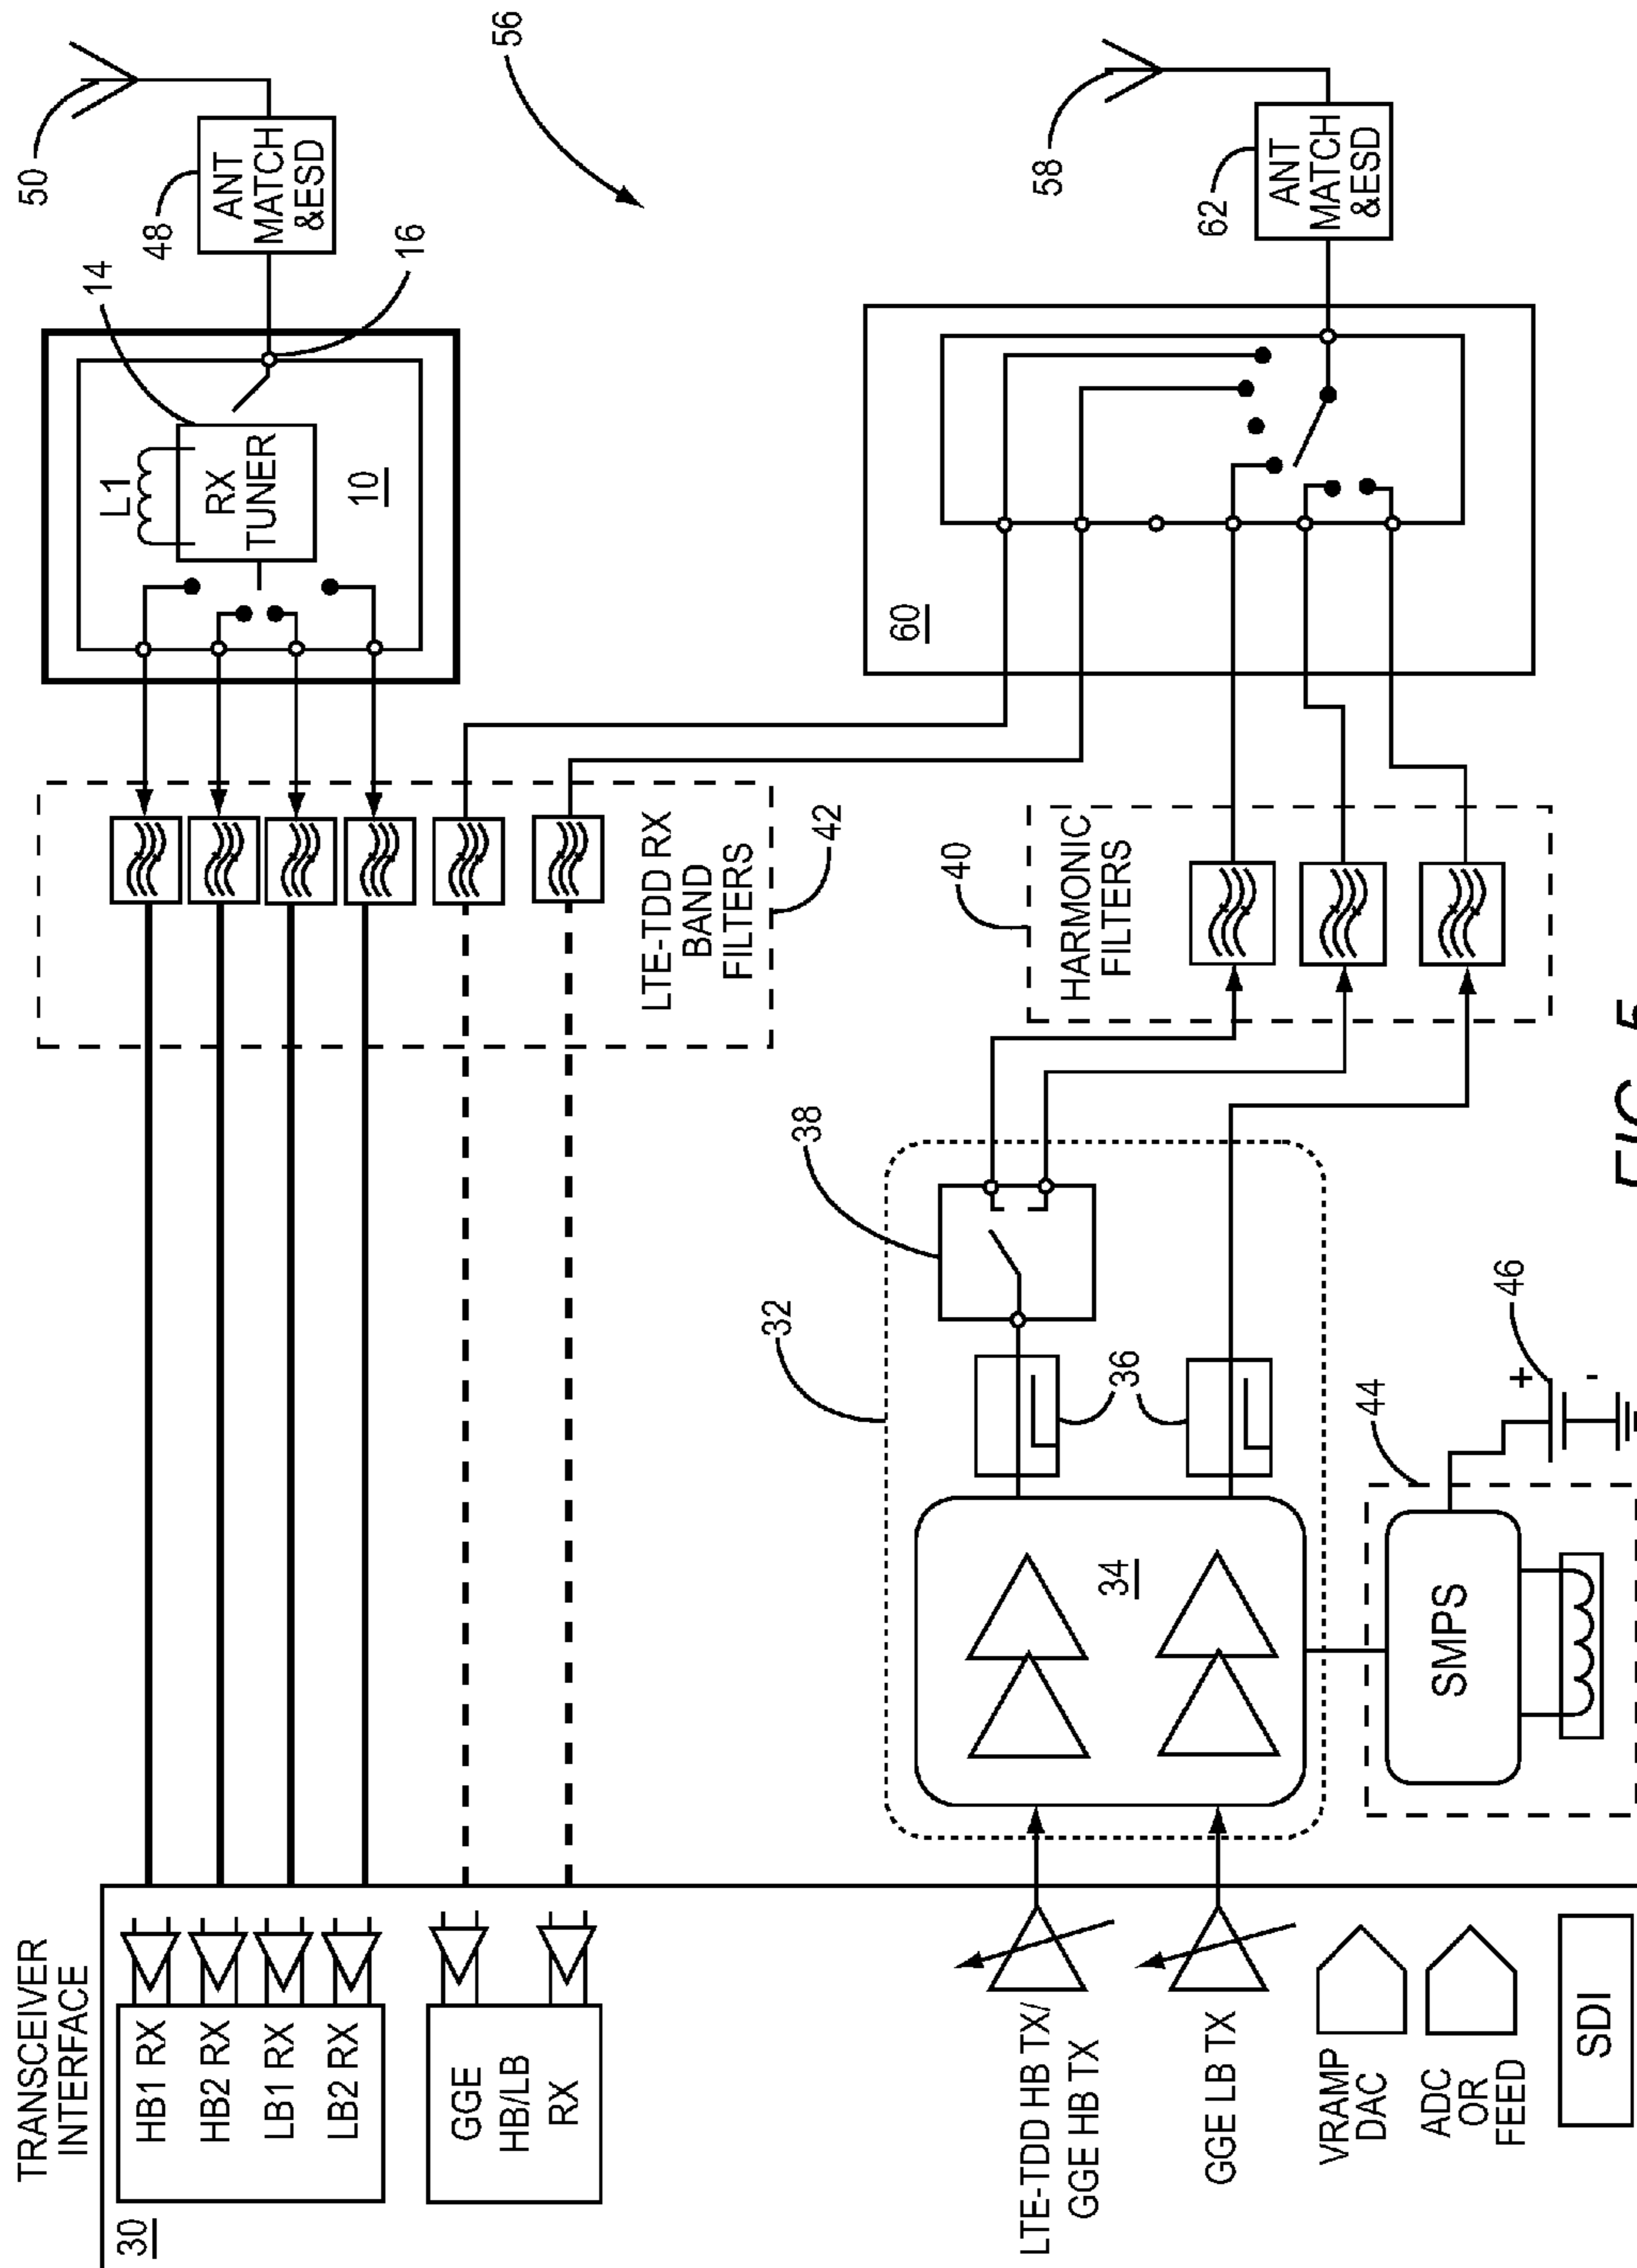 TRANSCEIVER
INTERFACE
30
HB1 RX
HB2 RX
LB1 RX
LB2 RX
GGE
HB/LB
RX
LTE-TDD HB TX/
GGE HB TX
GGE LB TX
VRAMP
DAC
ADC
OR
FEED
SDI
32
34
36
38
SMPS
44
46
+
-
40
HARMONIC
FILTERS
LTE-TDD RX
BAND
FILTERS
42
L1
RX
TUNER
10
14
16
48
ANT
MATCH
&ESD
50
56
60
58
62
ANT
MATCH
&ESD
FIG. 5